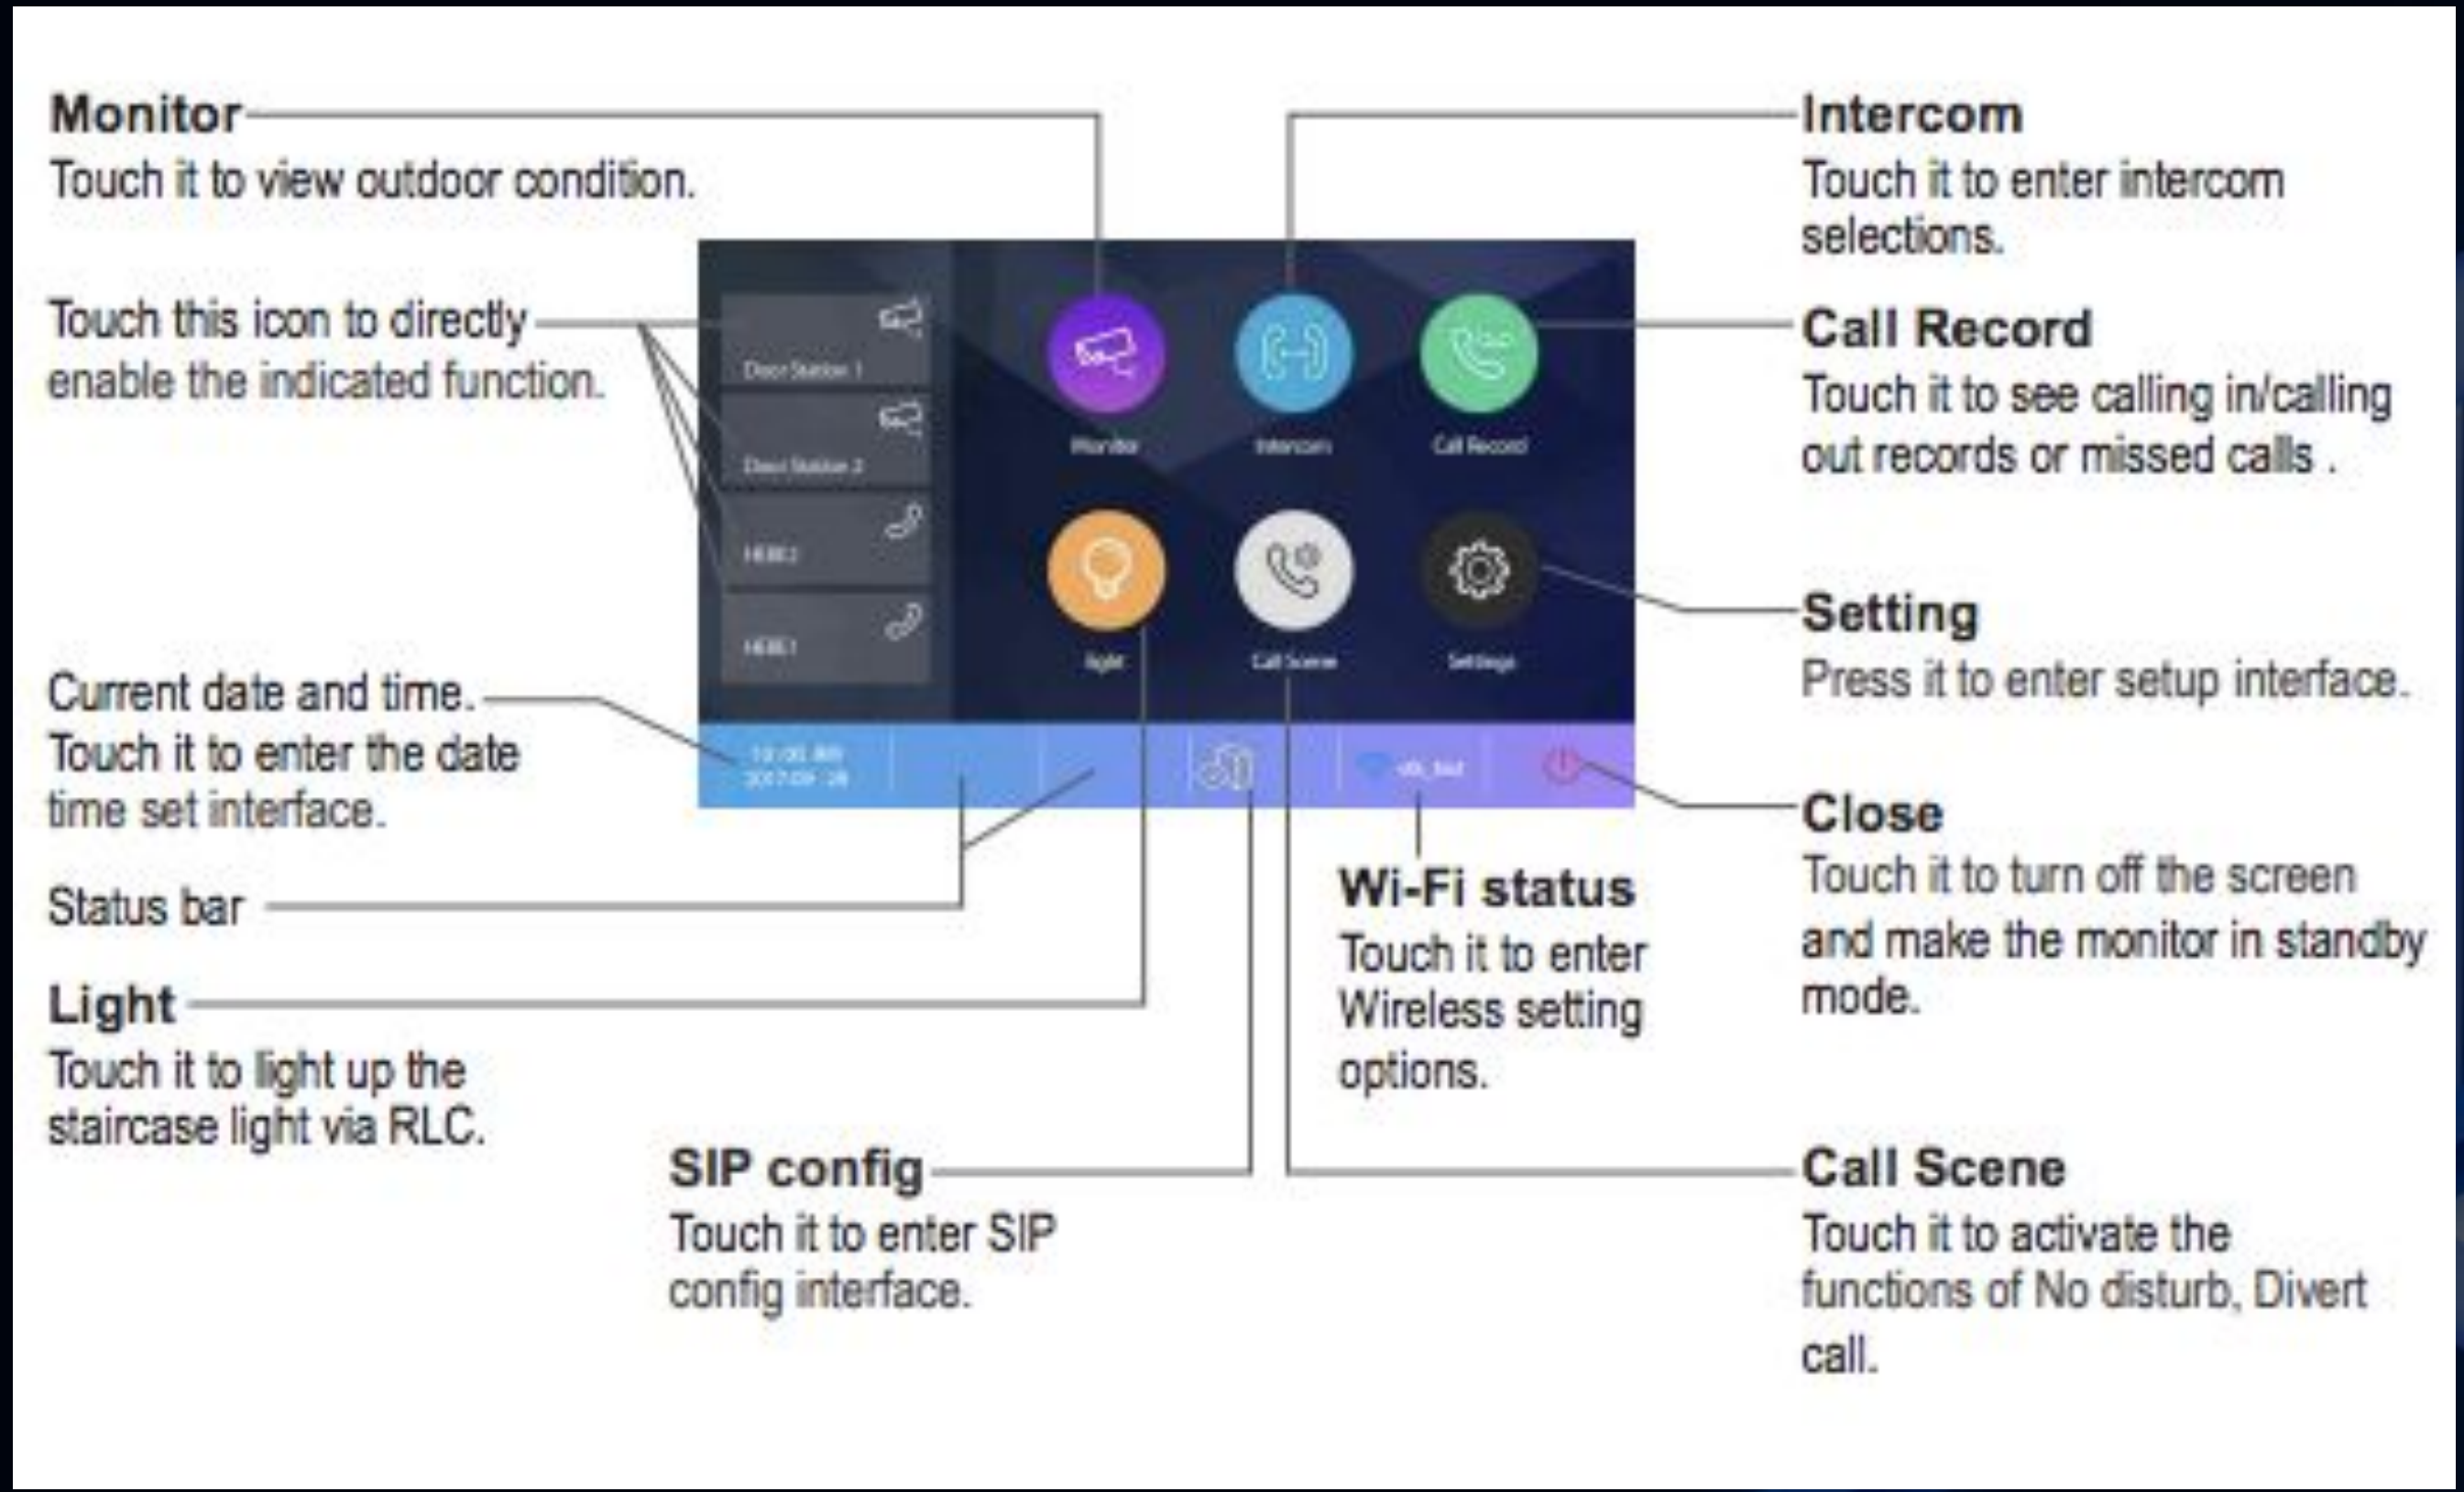 Monitor
Touch it to view outdoor condition.
Touch this icon to directly
enable the indicated function.
Current date and time.
Touch it to enter the date
time set interface.
Status bar
Light
Touch it to light up the
staircase light via RLC.
SIP config
Touch it to enter SIP
config interface.
Door Station 1
Door Station 2
Monitor
Intercom
Call Record
light
Call Scene
Settings
Wi-Fi status
Touch it to enter
Wireless setting
options.
Intercom
Touch it to enter intercom
selections.
Call Record
Touch it to see calling in/calling
out records or missed calls .
Setting
Press it to enter setup interface.
Close
Touch it to turn off the screen
and make the monitor in standby
mode.
Call Scene
Touch it to activate the
functions of No disturb, Divert
call.